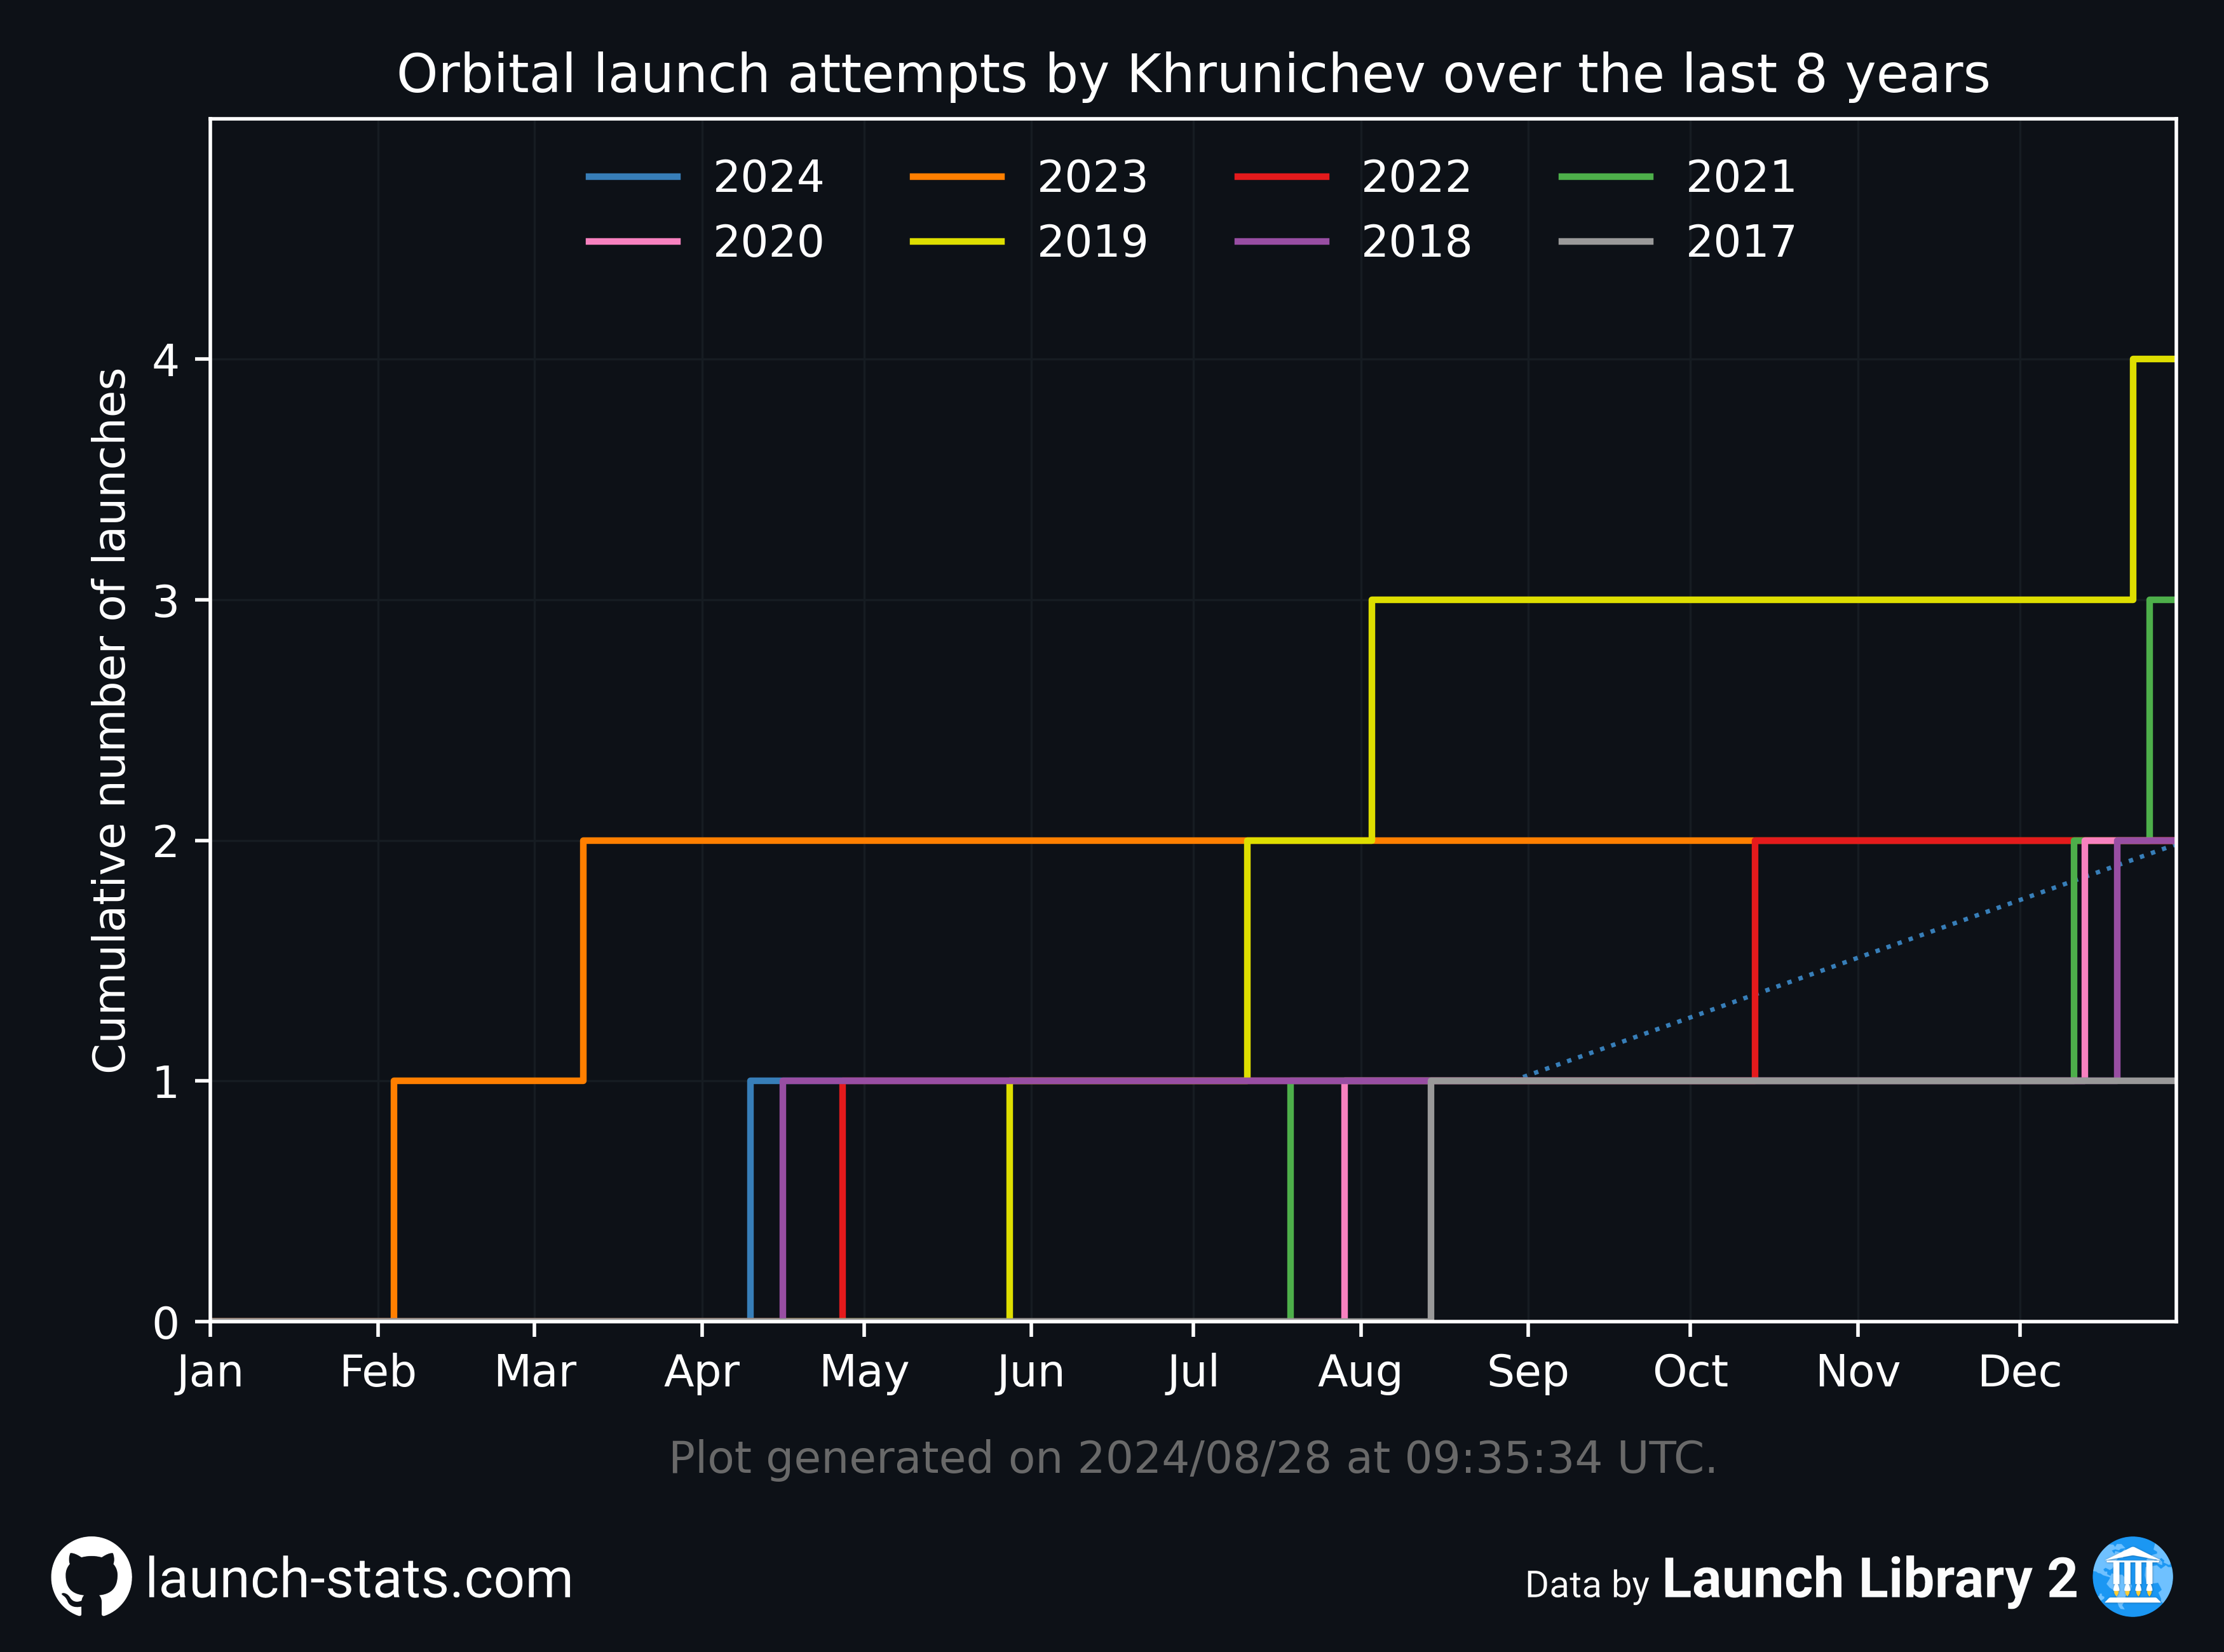 Orbital launch attempts by Khrunichev over the last 8 years
2024 2023 2022 2021
2020 2019 2018 2017
Cumulative number of launches
4
3
2
1
0
Jan Feb Mar Apr May Jun Jul Aug Sep Oct Nov Dec
Plot generated on 2024/08/28 at 09:35:34 UTC.
launch-stats.com
Data by Launch Library 2